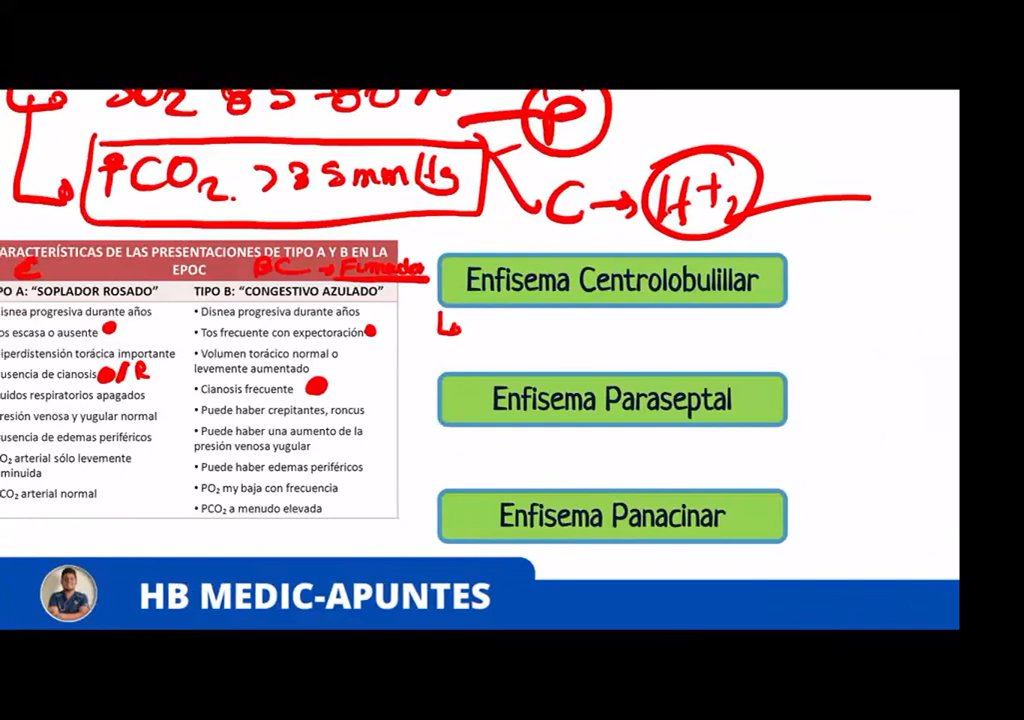 ↑CO₂ >35mmHg
P
C → H+2
ARACTERÍSTICAS DE LAS PRESENTACIONES DE TIPO A Y B EN LA
EPOC
BC → Fumador
PO A: "SOPLADOR ROSADO"
isnea progresiva durante años
os escasa o ausente
iperdistensión torácica importante
usencia de cianosis
R
uidos respiratorios apagados
resión venosa y yugular normal
usencia de edemas periféricos
O₂ arterial sólo levemente
minuida
CO₂ arterial normal
TIPO B: "CONGESTIVO AZULADO"
• Disnea progresiva durante años
• Tos frecuente con expectoración
• Volumen torácico normal o
levemente aumentado
• Cianosis frecuente
• Puede haber crepitantes, roncus
• Puede haber una aumento de la
presión venosa yugular
• Puede haber edemas periféricos
• PO₂ my baja con frecuencia
• PCO₂ a menudo elevada
Enfisema Centrolobulillar
Enfisema Paraseptal
Enfisema Panacinar
HB MEDIC-APUNTES